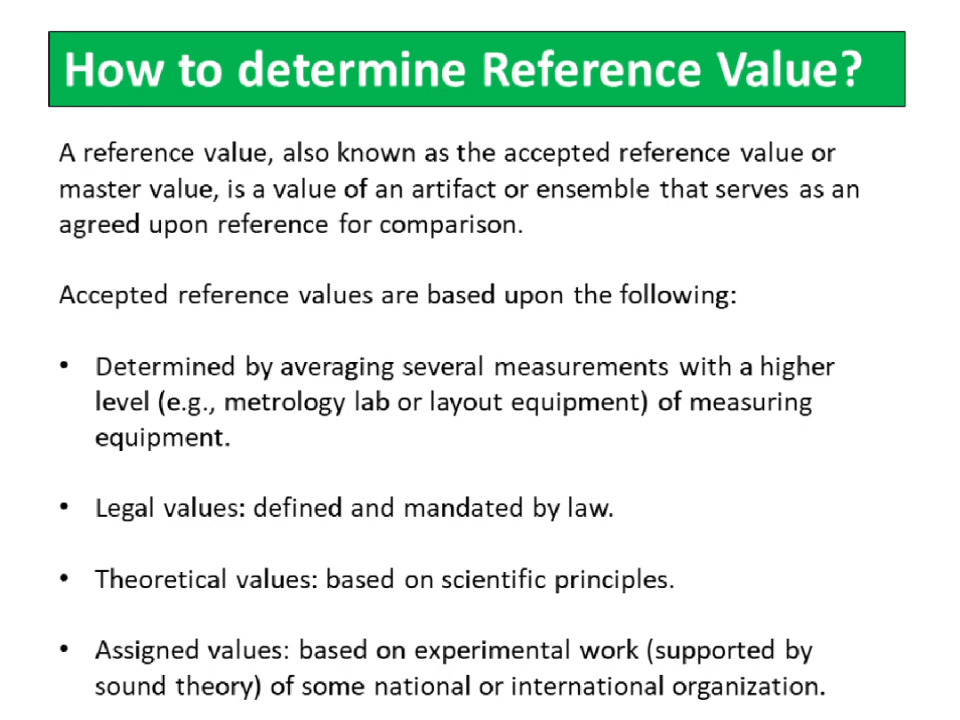 How to determine Reference Value?
A reference value, also known as the accepted reference value or
master value, is a value of an artifact or ensemble that serves as an
agreed upon reference for comparison.
Accepted reference values are based upon the following:
• Determined by averaging several measurements with a higher
level (e.g., metrology lab or layout equipment) of measuring
equipment.
• Legal values: defined and mandated by law.
• Theoretical values: based on scientific principles.
• Assigned values: based on experimental work (supported by
sound theory) of some national or international organization.